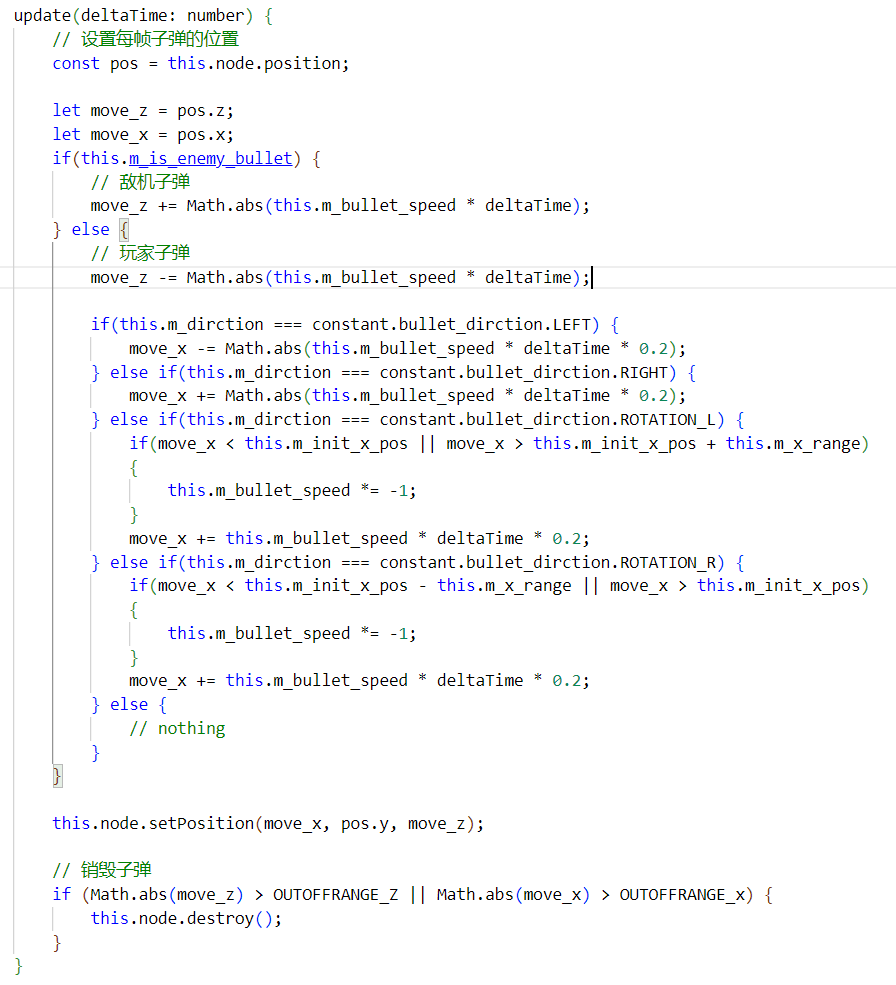 update(deltaTime: number) {
    // 设置每帧子弹的位置
    const pos = this.node.position;

    let move_z = pos.z;
    let move_x = pos.x;
    if(this.m_is_enemy_bullet) {
        // 敌机子弹
        move_z += Math.abs(this.m_bullet_speed * deltaTime);
    } else {
        // 玩家子弹
        move_z -= Math.abs(this.m_bullet_speed * deltaTime);

        if(this.m_dirction === constant.bullet_dirction.LEFT) {
            move_x -= Math.abs(this.m_bullet_speed * deltaTime * 0.2);
        } else if(this.m_dirction === constant.bullet_dirction.RIGHT) {
            move_x += Math.abs(this.m_bullet_speed * deltaTime * 0.2);
        } else if(this.m_dirction === constant.bullet_dirction.ROTATION_L) {
            if(move_x < this.m_init_x_pos || move_x > this.m_init_x_pos + this.m_x_range)
            {
                this.m_bullet_speed *= -1;
            }
            move_x += this.m_bullet_speed * deltaTime * 0.2;
        } else if(this.m_dirction === constant.bullet_dirction.ROTATION_R) {
            if(move_x < this.m_init_x_pos - this.m_x_range || move_x > this.m_init_x_pos)
            {
                this.m_bullet_speed *= -1;
            }
            move_x += this.m_bullet_speed * deltaTime * 0.2;
        } else {
            // nothing
        }
    }

    this.node.setPosition(move_x, pos.y, move_z);

    // 销毁子弹
    if (Math.abs(move_z) > OUTOFFRANGE_Z || Math.abs(move_x) > OUTOFFRANGE_x) {
        this.node.destroy();
    }
}